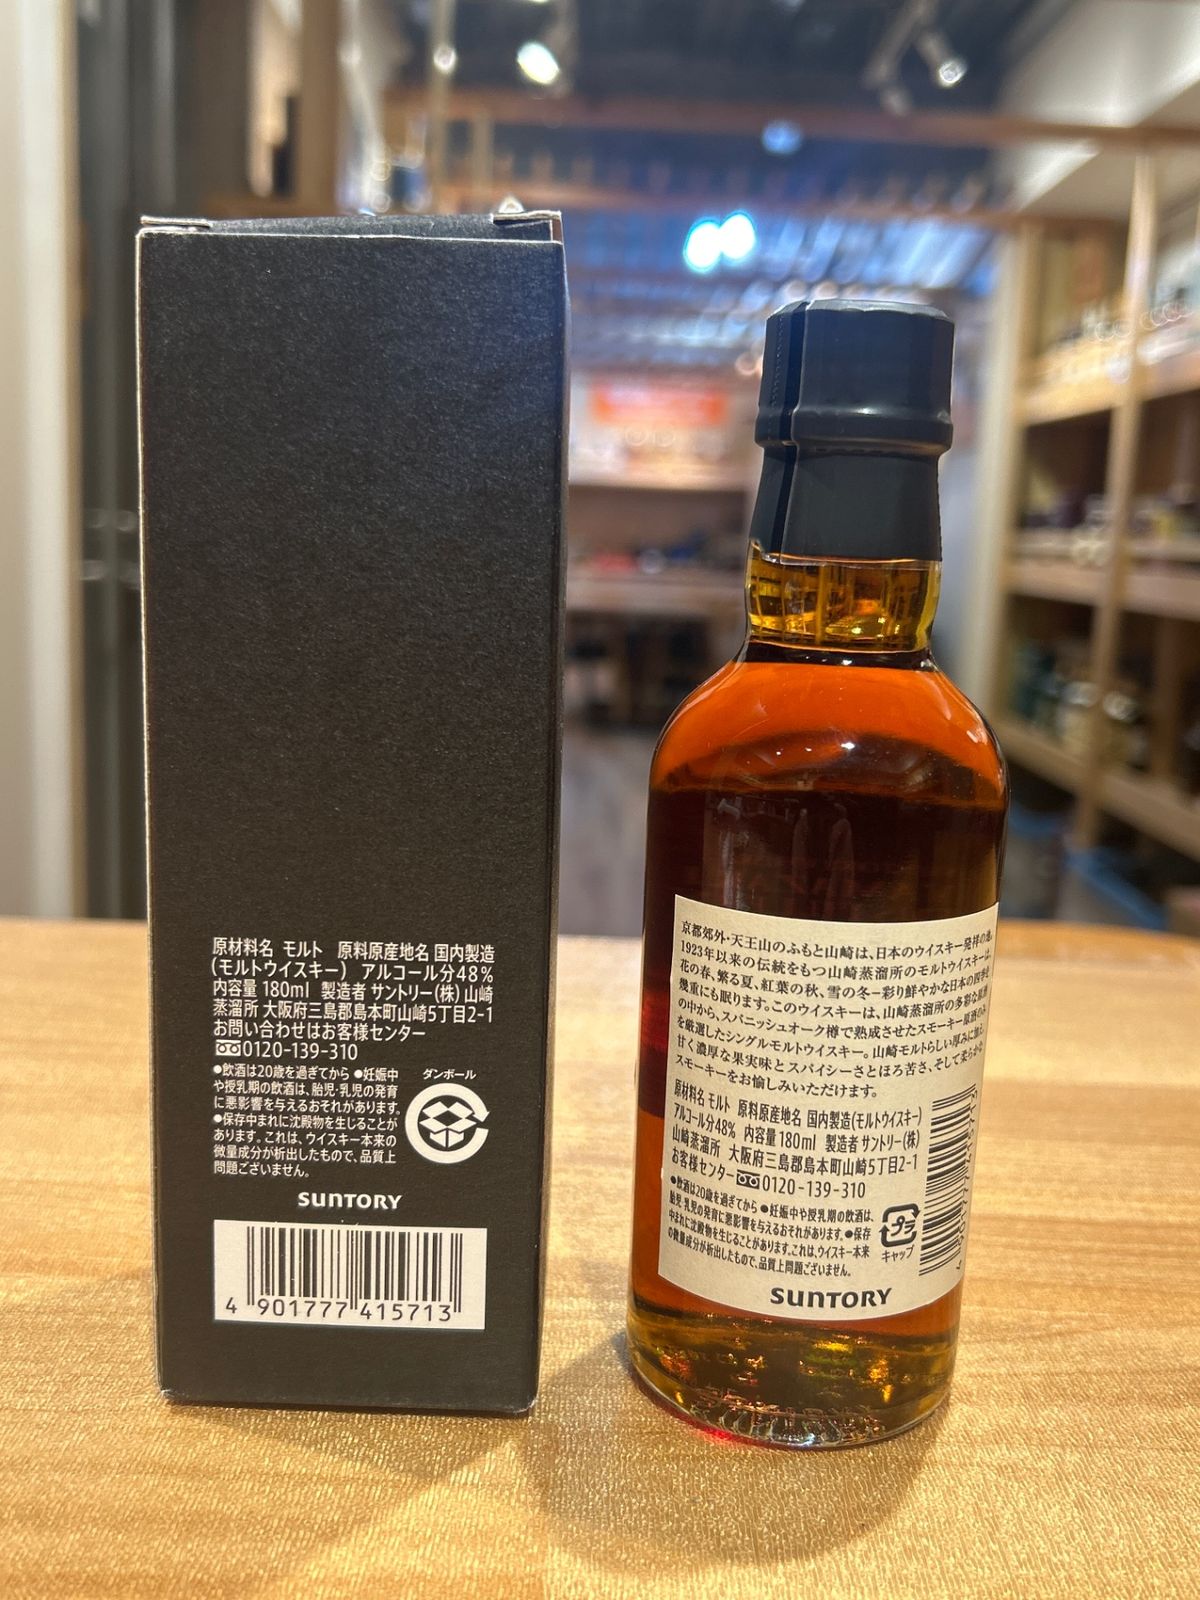 原材料名 モルト 原料原産地名 国内製造
(モルトウイスキー) アルコール分48%
内容量180ml 製造者 サントリー(株) 山崎
蒸溜所 大阪府三島郡島本町山崎5丁目2-1
お問い合わせはお客様センター
0120-139-310
●飲酒は20歳を過ぎてから ●妊娠中
や授乳期の飲酒は、胎児・乳児の発育
に悪影響を与えるおそれがあります。
●保存中まれに沈殿物を生じることが
あります。これは、ウイスキー本来の
微量成分が析出したもので、品質上
問題ございません。
ダンボール
SUNTORY
4 901777 415713
京都郊外・天王山のふもと山崎は、日本のウイスキー発祥の地。
1923年以来の伝統をもつ山崎蒸溜所のモルトウイスキーは、
花の春、繁る夏、紅葉の秋、雪の冬−彩り鮮やかな日本の四季を
幾重にも眠ります。このウイスキーは、山崎蒸溜所の多彩な原酒
の中から、スパニッシュオーク樽で熟成させたスモーキー原酒のみ
を厳選したシングルモルトウイスキー。山崎モルトらしい厚みに加え、
甘く濃厚な果実味とスパイシーさとほろ苦さ、そして柔らかな
スモーキーをお愉しみいただけます。
原材料名 モルト 原料原産地名 国内製造(モルトウイスキー)
アルコール分48% 内容量180ml 製造者 サントリー(株)
山崎蒸溜所 大阪府三島郡島本町山崎5丁目2-1
お客様センター 0120-139-310
●飲酒は20歳を過ぎてから ●妊娠中や授乳期の飲酒は、
胎児・乳児の発育に悪影響を与えるおそれがあります。●保存
中まれに沈殿物を生じることがあります。これは、ウイスキー本来
の微量成分が析出したもので、品質上問題ございません。
プラ
キャップ
SUNTORY